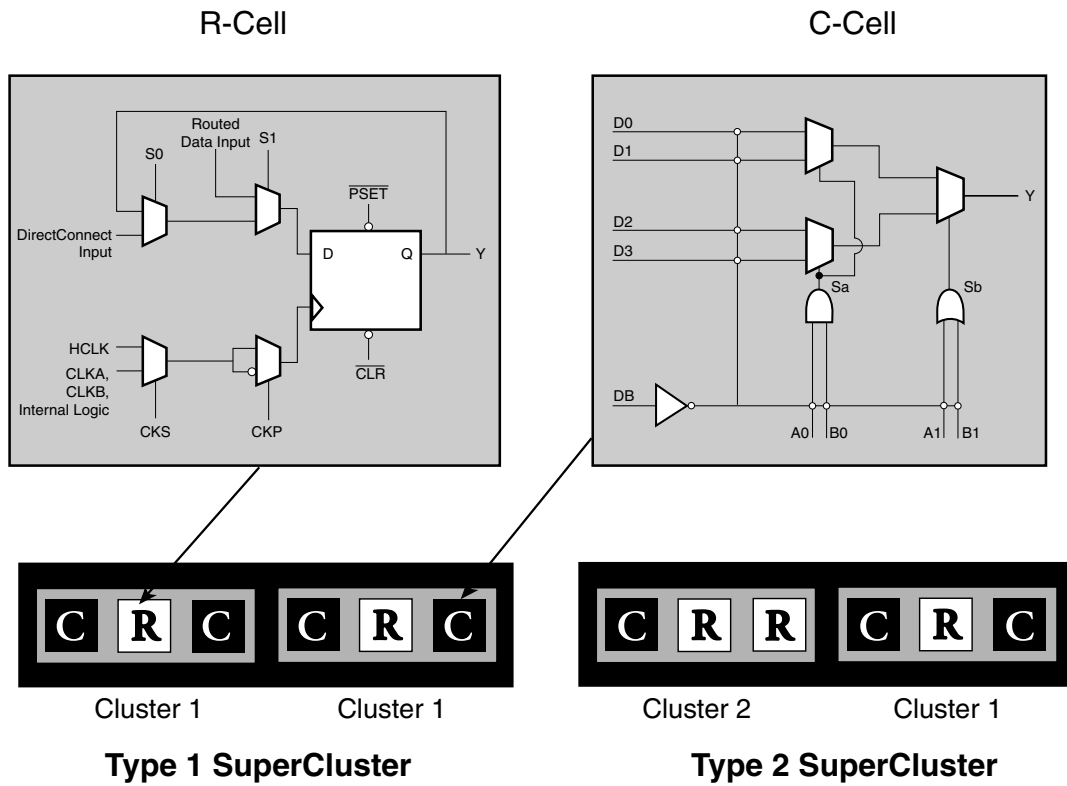 R-Cell
Routed
Data Input
S1
S0
PSET
DirectConnect
Input
D
Q
Y
HCLK
CLKA,
CLKB,
Internal Logic
CLR
CKS
CKP
C-Cell
D0
D1
D2
D3
Y
Sa
Sb
DB
A0
B0
A1
B1
C
R
C
C
R
C
Cluster 1
Cluster 1
Type 1 SuperCluster
C
R
R
C
R
C
Cluster 2
Cluster 1
Type 2 SuperCluster